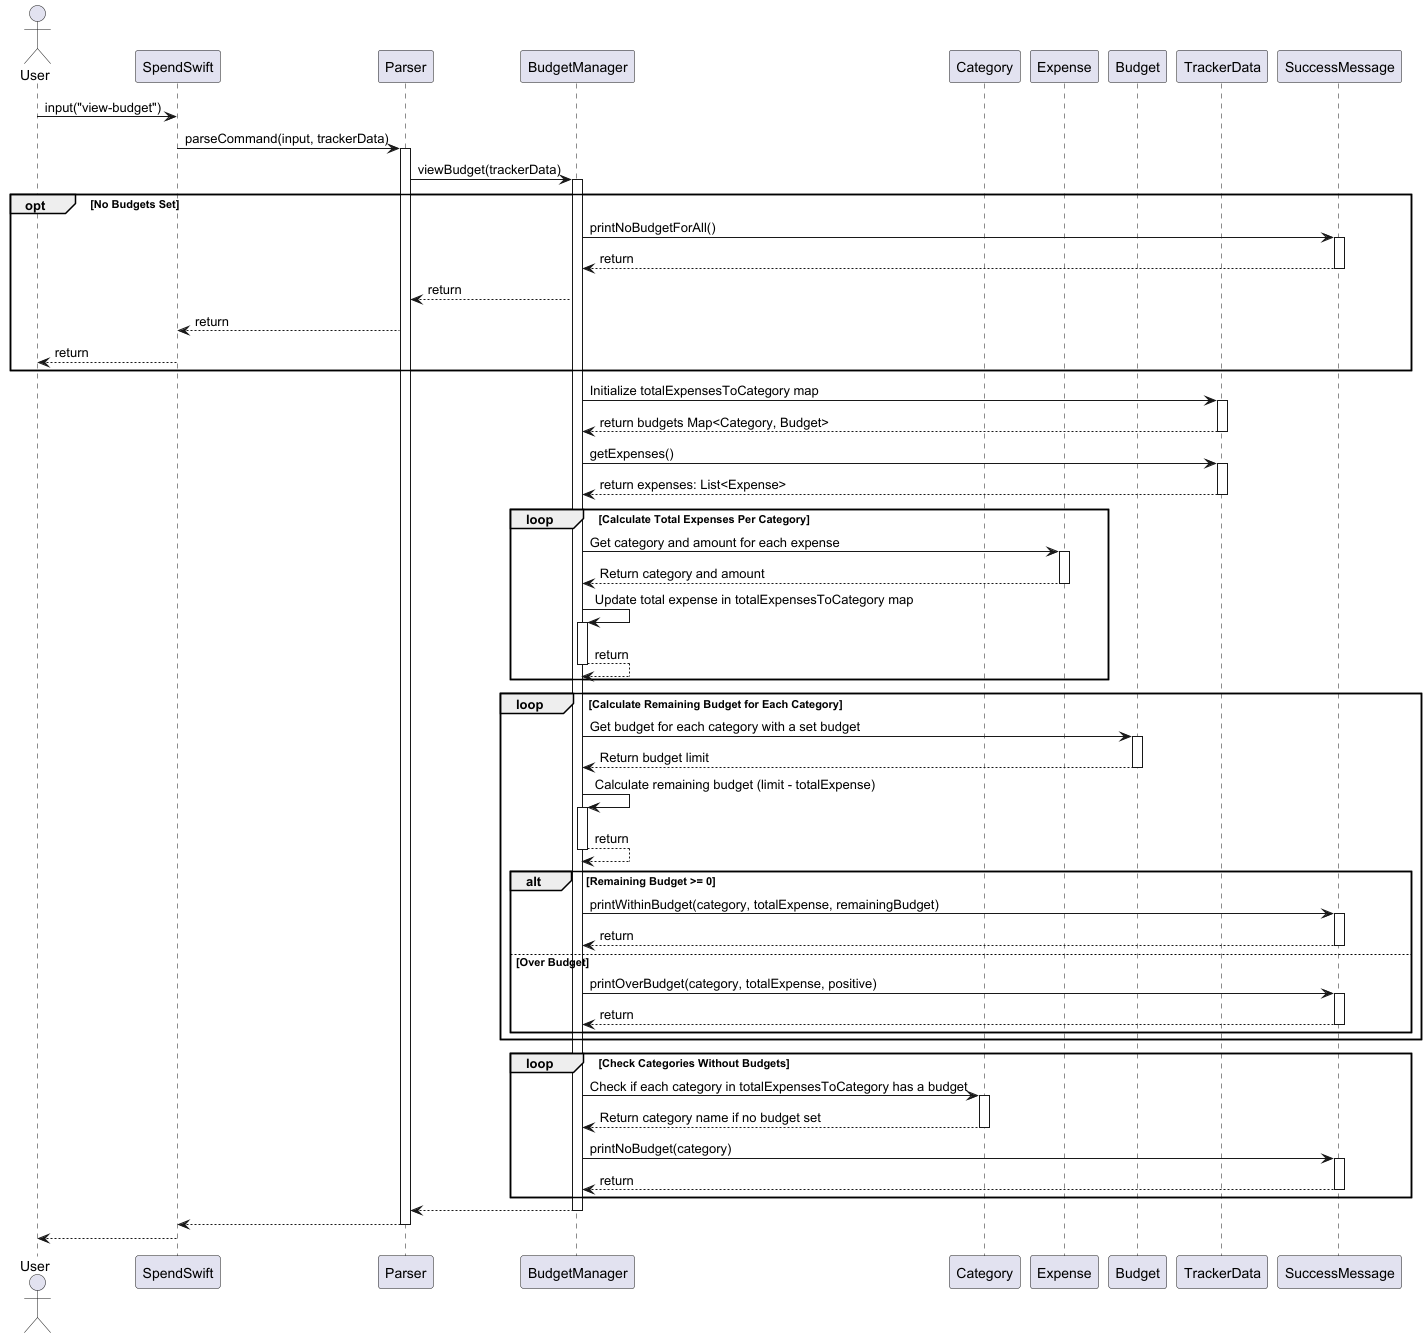 User
SpendSwift
Parser
BudgetManager
Category
Expense
Budget
TrackerData
SuccessMessage
input("view-budget")
parseCommand(input, trackerData)
viewBudget(trackerData)
opt
[No Budgets Set]
printNoBudgetForAll()
return
return
return
return
Initialize totalExpensesToCategory map
return budgets Map<Category, Budget>
getExpenses()
return expenses: List<Expense>
loop
[Calculate Total Expenses Per Category]
Get category and amount for each expense
Return category and amount
Update total expense in totalExpensesToCategory map
return
loop
[Calculate Remaining Budget for Each Category]
Get budget for each category with a set budget
Return budget limit
Calculate remaining budget (limit - totalExpense)
return
alt
[Remaining Budget >= 0]
printWithinBudget(category, totalExpense, remainingBudget)
return
[Over Budget]
printOverBudget(category, totalExpense, positive)
return
loop
[Check Categories Without Budgets]
Check if each category in totalExpensesToCategory has a budget
Return category name if no budget set
printNoBudget(category)
return
User
SpendSwift
Parser
BudgetManager
Category
Expense
Budget
TrackerData
SuccessMessage